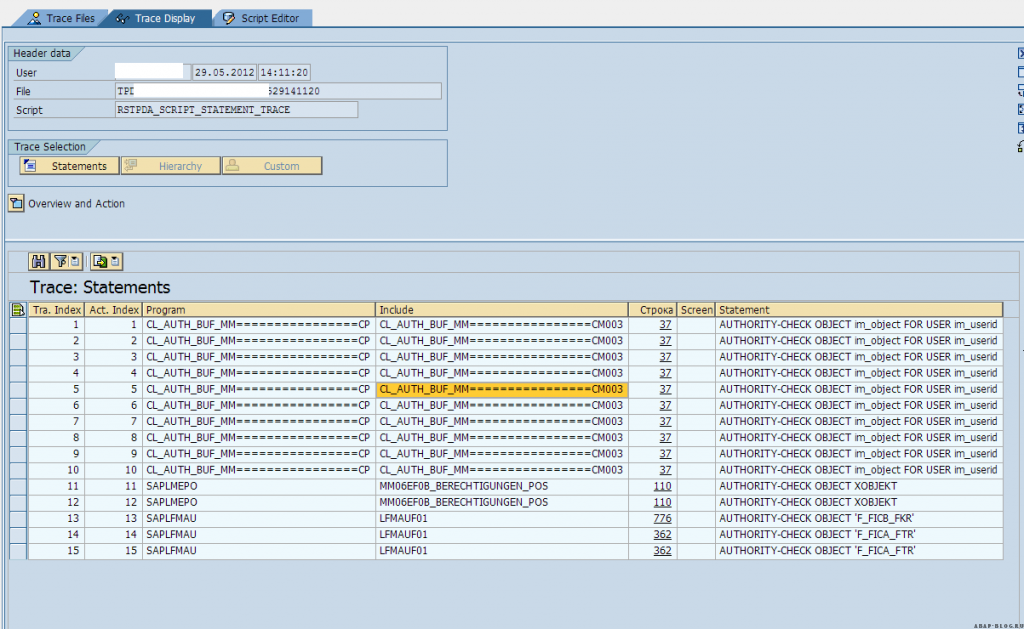 Trace Files Trace Display Script Editor
Header data
User 29.05.2012 14:11:20
File TPD 529141120
Script RSTPDA_SCRIPT_STATEMENT_TRACE
Trace Selection
Statements Hierarchy Custom
Overview and Action
Trace: Statements
Tra. Index Act. Index Program Include Строка Screen Statement
1 1 CL_AUTH_BUF_MM================CP CL_AUTH_BUF_MM================CM003 37 AUTHORITY-CHECK OBJECT im_object FOR USER im_userid
2 2 CL_AUTH_BUF_MM================CP CL_AUTH_BUF_MM================CM003 37 AUTHORITY-CHECK OBJECT im_object FOR USER im_userid
3 3 CL_AUTH_BUF_MM================CP CL_AUTH_BUF_MM================CM003 37 AUTHORITY-CHECK OBJECT im_object FOR USER im_userid
4 4 CL_AUTH_BUF_MM================CP CL_AUTH_BUF_MM================CM003 37 AUTHORITY-CHECK OBJECT im_object FOR USER im_userid
5 5 CL_AUTH_BUF_MM================CP CL_AUTH_BUF_MM================CM003 37 AUTHORITY-CHECK OBJECT im_object FOR USER im_userid
6 6 CL_AUTH_BUF_MM================CP CL_AUTH_BUF_MM================CM003 37 AUTHORITY-CHECK OBJECT im_object FOR USER im_userid
7 7 CL_AUTH_BUF_MM================CP CL_AUTH_BUF_MM================CM003 37 AUTHORITY-CHECK OBJECT im_object FOR USER im_userid
8 8 CL_AUTH_BUF_MM================CP CL_AUTH_BUF_MM================CM003 37 AUTHORITY-CHECK OBJECT im_object FOR USER im_userid
9 9 CL_AUTH_BUF_MM================CP CL_AUTH_BUF_MM================CM003 37 AUTHORITY-CHECK OBJECT im_object FOR USER im_userid
10 10 CL_AUTH_BUF_MM================CP CL_AUTH_BUF_MM================CM003 37 AUTHORITY-CHECK OBJECT im_object FOR USER im_userid
11 11 SAPLMEPO MM06EF0B_BERECHTIGUNGEN_POS 110 AUTHORITY-CHECK OBJECT XOBJEKT
12 12 SAPLMEPO MM06EF0B_BERECHTIGUNGEN_POS 110 AUTHORITY-CHECK OBJECT XOBJEKT
13 13 SAPLFMAU LFMAUF01 776 AUTHORITY-CHECK OBJECT 'F_FICB_FKR'
14 14 SAPLFMAU LFMAUF01 362 AUTHORITY-CHECK OBJECT 'F_FICA_FTR'
15 15 SAPLFMAU LFMAUF01 362 AUTHORITY-CHECK OBJECT 'F_FICA_FTR'
ABAP-BLOG.RU